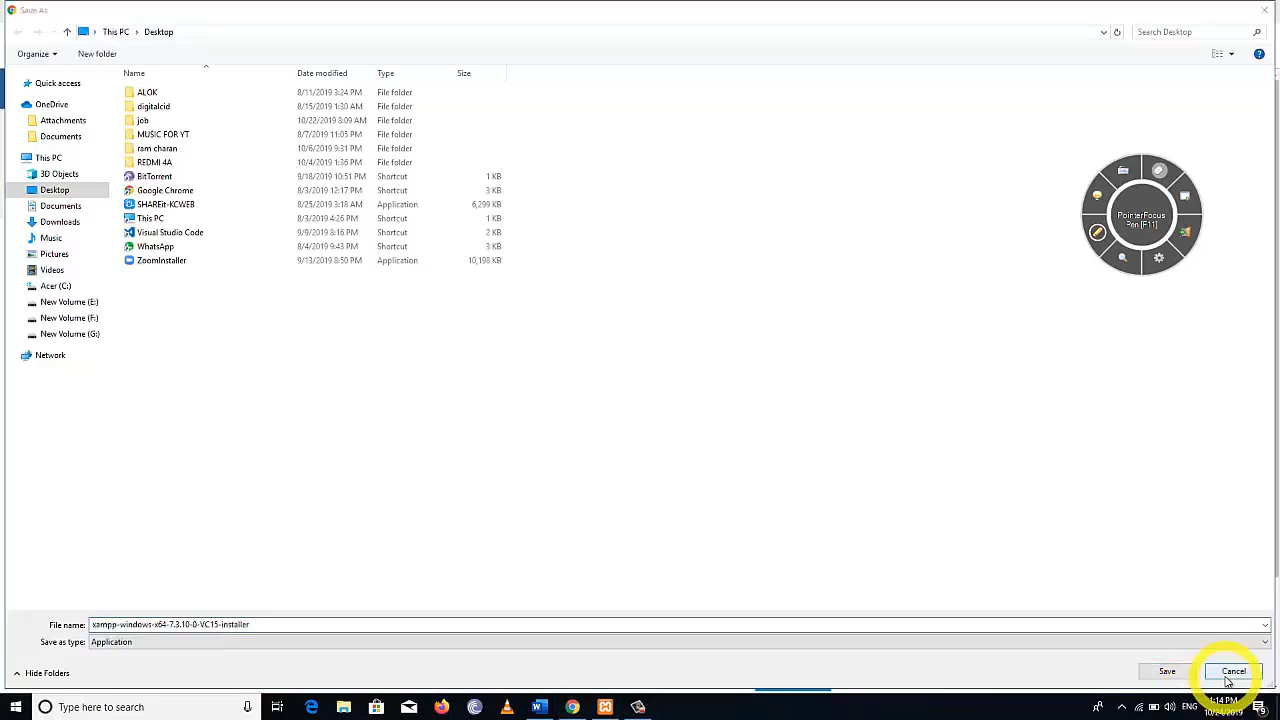 Save As
This PC › Desktop
Search Desktop
Organize
New folder
Name Date modified Type Size
Quick access
OneDrive
Attachments
Documents
This PC
3D Objects
Desktop
Documents
Downloads
Music
Pictures
Videos
Acer (C:)
New Volume (E:)
New Volume (F:)
New Volume (G:)
Network
ALOK 8/11/2019 3:24 PM File folder
digitalcid 8/15/2019 1:30 AM File folder
job 10/22/2019 8:09 AM File folder
MUSIC FOR YT 8/7/2019 11:05 PM File folder
ram charan 10/6/2019 9:31 PM File folder
REDMI 4A 10/4/2019 1:36 PM File folder
BitTorrent 9/18/2019 10:51 PM Shortcut 1 KB
Google Chrome 8/3/2019 12:17 PM Shortcut 3 KB
SHAREit-KCWEB 8/25/2019 3:18 AM Application 6,299 KB
This PC 8/3/2019 4:26 PM Shortcut 1 KB
Visual Studio Code 9/9/2019 8:16 PM Shortcut 2 KB
WhatsApp 8/4/2019 9:43 PM Shortcut 3 KB
ZoomInstaller 9/13/2019 8:50 PM Application 10,198 KB
PointerFocus
Pen [F11]
File name: xampp-windows-x64-7.3.10-0-VC15-installer
Save as type: Application
Hide Folders
Save
Cancel
Type here to search
ENG
1:14 PM
10/24/2019